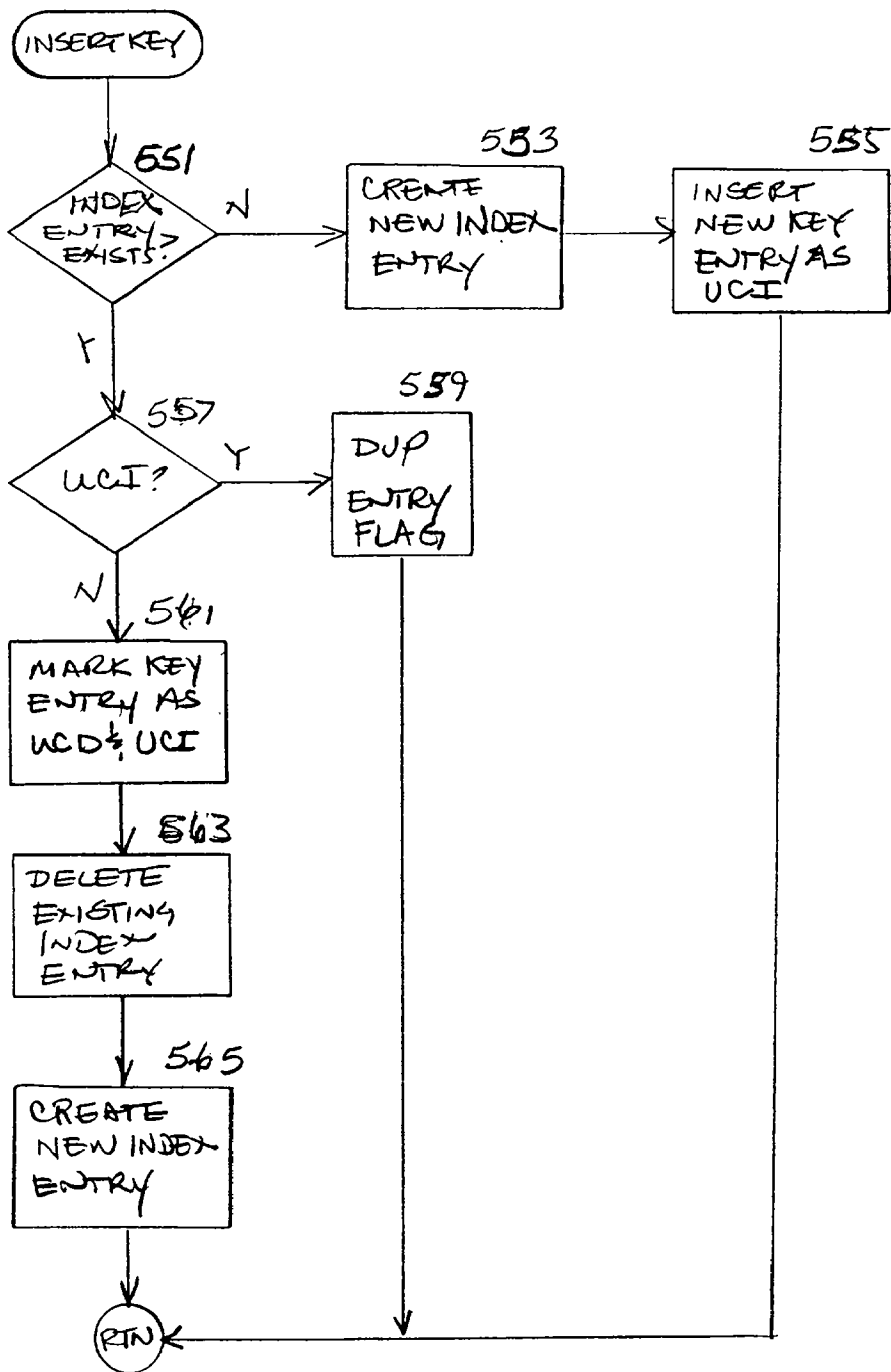 INSERT KEY
551
INDEX
ENTRY
EXISTS?
N
553
CREATE
NEW INDEX
ENTRY
555
INSERT
NEW KEY
ENTRY AS
UCI
Y
557
UCI?
Y
559
DUP
ENTRY
FLAG
N
561
MARK KEY
ENTRY AS
UCD & UCI
563
DELETE
EXISTING
INDEX
ENTRY
565
CREATE
NEW INDEX
ENTRY
RTN